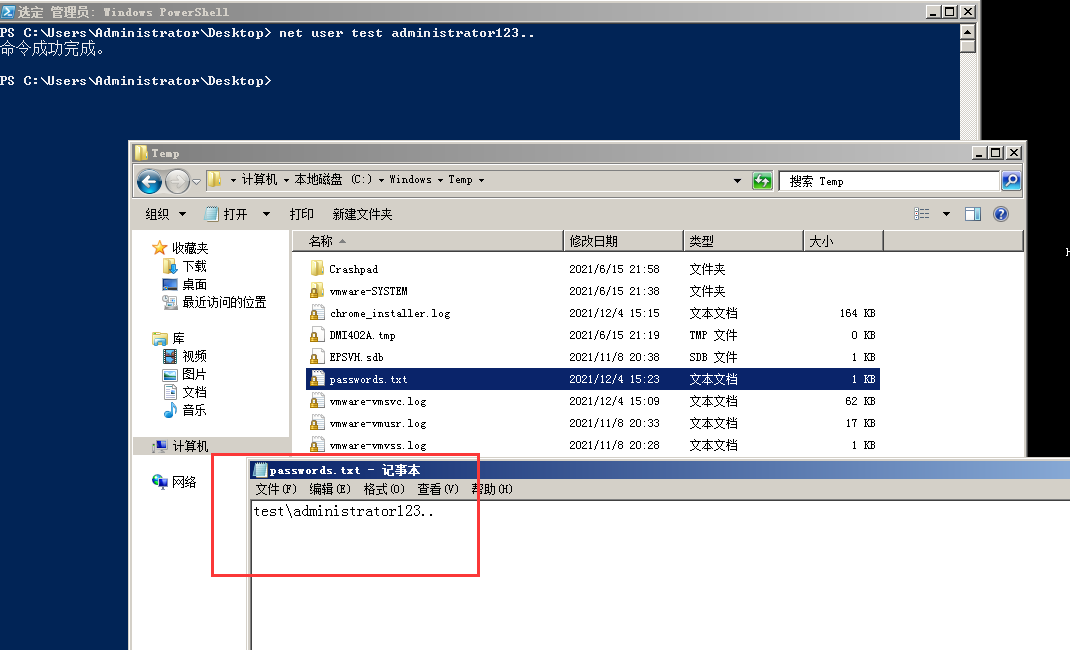 选定 管理员: Windows PowerShell
PS C:\Users\Administrator\Desktop> net user test administrator123..
命令成功完成。
PS C:\Users\Administrator\Desktop>
Temp
计算机 本地磁盘 (C:) Windows Temp
搜索 Temp
组织 打开 打印 新建文件夹
收藏夹
下载
桌面
最近访问的位置
库
视频
图片
文档
音乐
计算机
网络
名称 修改日期 类型 大小
Crashpad 2021/6/15 21:58 文件夹
vmware-SYSTEM 2021/6/15 21:38 文件夹
chrome_installer.log 2021/12/4 15:15 文本文档 164 KB
DMI402A.tmp 2021/6/15 21:19 TMP 文件 0 KB
EPSVH.sdb 2021/11/8 20:38 SDB 文件 1 KB
passwords.txt 2021/12/4 15:23 文本文档 1 KB
vmware-vmsvc.log 2021/12/4 15:09 文本文档 62 KB
vmware-vmusr.log 2021/11/8 20:33 文本文档 17 KB
vmware-vmvss.log 2021/11/8 20:28 文本文档 1 KB
passwords.txt - 记事本
文件(F) 编辑(E) 格式(O) 查看(V) 帮助(H)
test\administrator123..